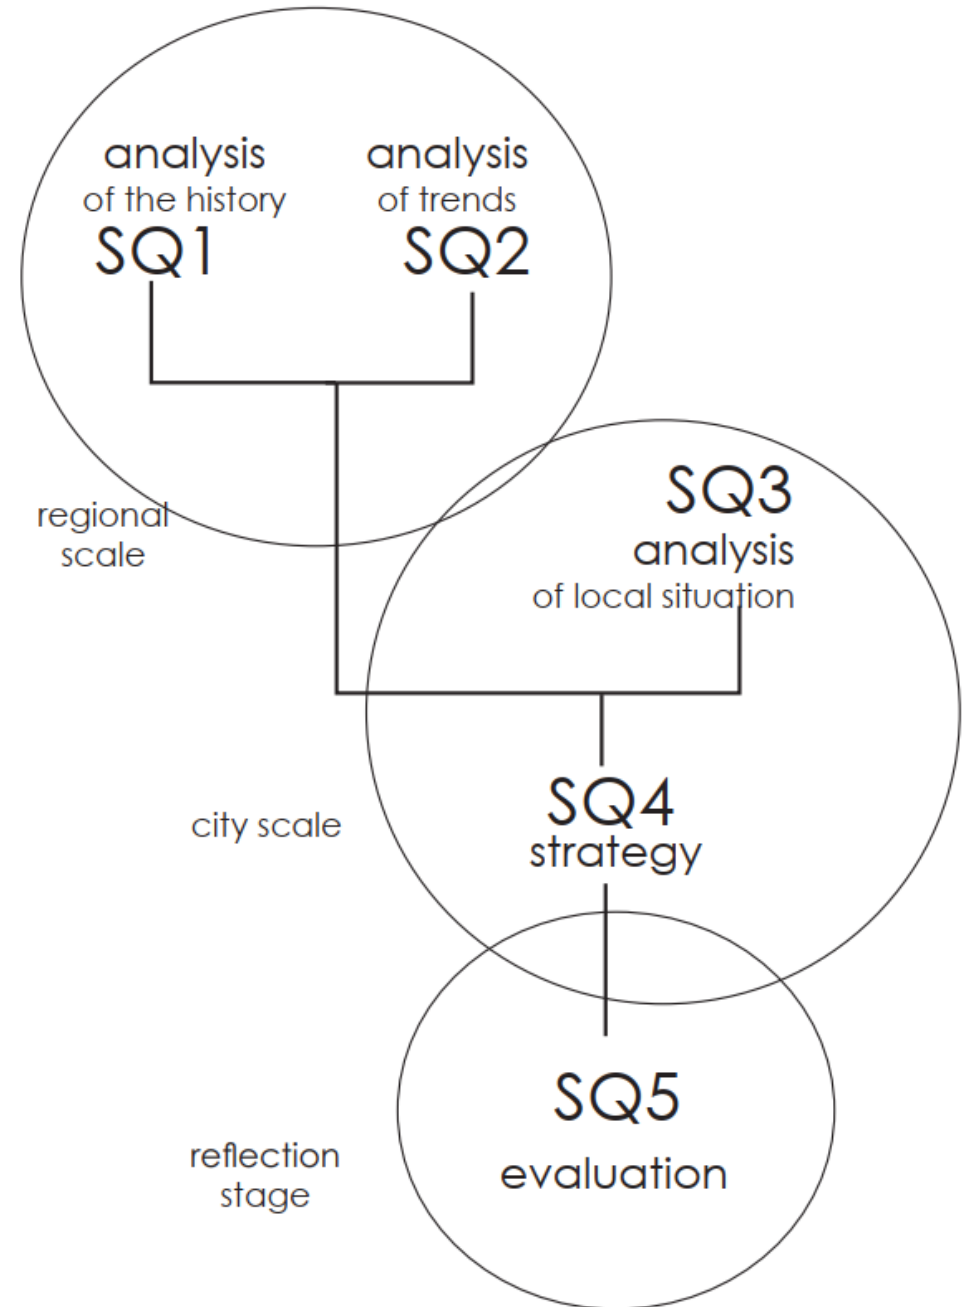 analysis
of the history
SQ1
analysis
of trends
SQ2
regional
scale
SQ3
analysis
of local situation
city scale
SQ4
strategy
SQ5
evaluation
reflection
stage